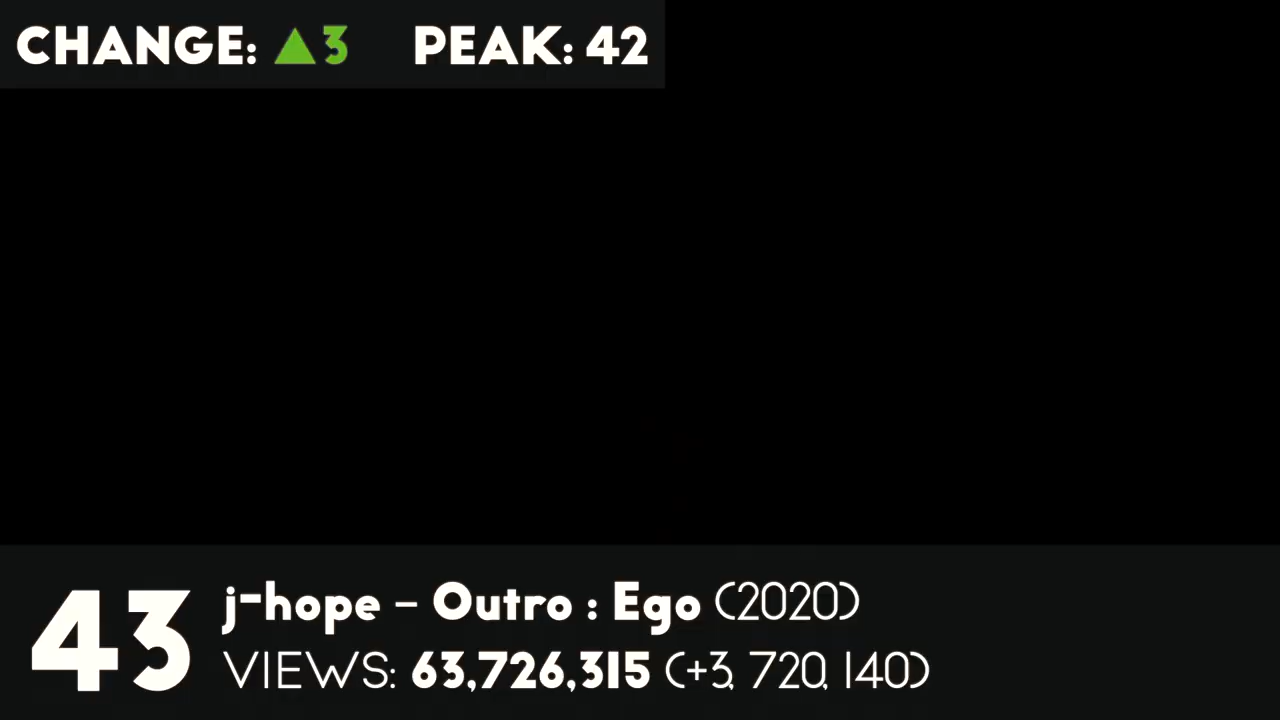 CHANGE: ▲3 PEAK: 42
43
j-hope - Outro : Ego (2020)
VIEWS: 63,726,315 (+3,720,140)